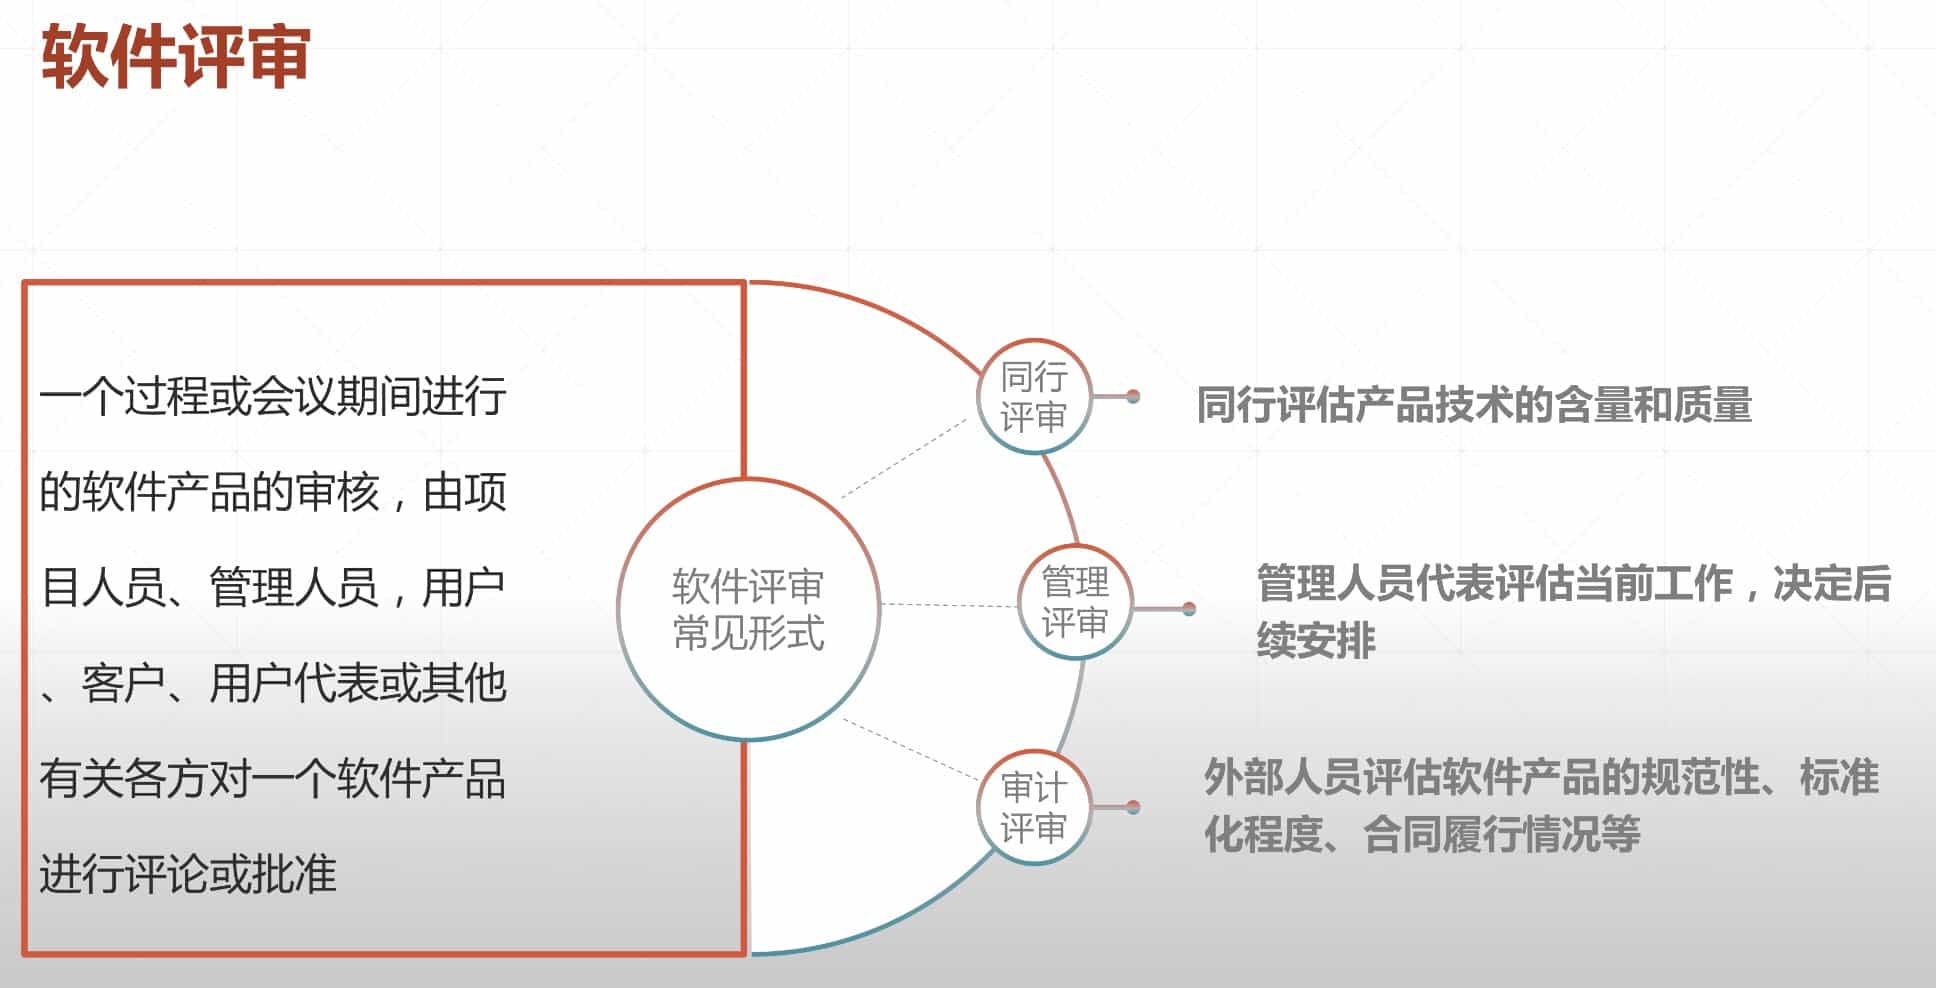 软件评审
一个过程或会议期间进行
的软件产品的审核，由项
目人员、管理人员，用户
、客户、用户代表或其他
有关各方对一个软件产品
进行评论或批准
软件评审
常见形式
同行
评审
同行评估产品技术的含量和质量
管理
评审
管理人员代表评估当前工作，决定后
续安排
审计
评审
外部人员评估软件产品的规范性、标准
化程度、合同履行情况等